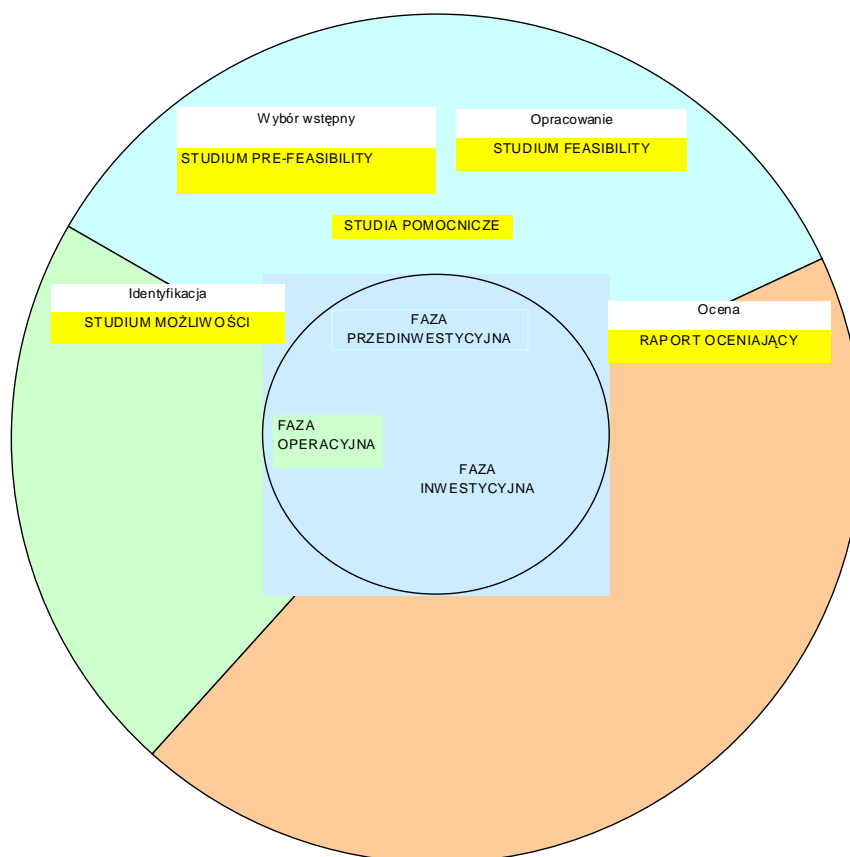 Wybór wstępny
STUDIUM PRE-FEASIBILITY
Opracowanie
STUDIUM FEASIBILITY
STUDIA POMOCNICZE
Identyfikacja
STUDIUM MOŻLIWOŚCI
Ocena
RAPORT OCENIAJĄCY
FAZA
PRZEDINWESTYCYJNA
FAZA
OPERACYJNA
FAZA
INWESTYCYJNA